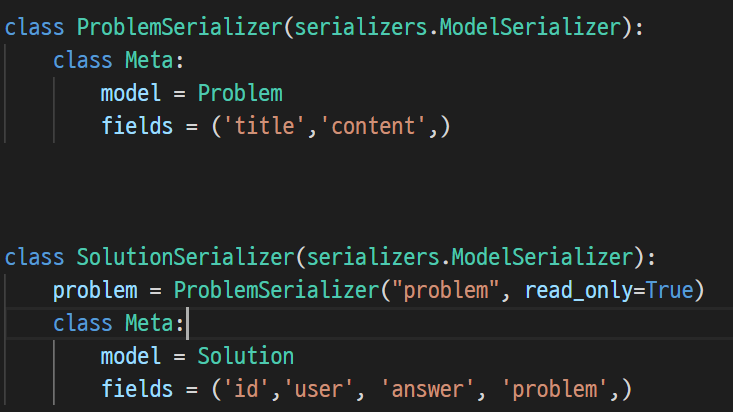 class ProblemSerializer(serializers.ModelSerializer):
    class Meta:
        model = Problem
        fields = ('title','content',)
class SolutionSerializer(serializers.ModelSerializer):
    problem = ProblemSerializer("problem", read_only=True)
    class Meta:
        model = Solution
        fields = ('id','user', 'answer', 'problem',)